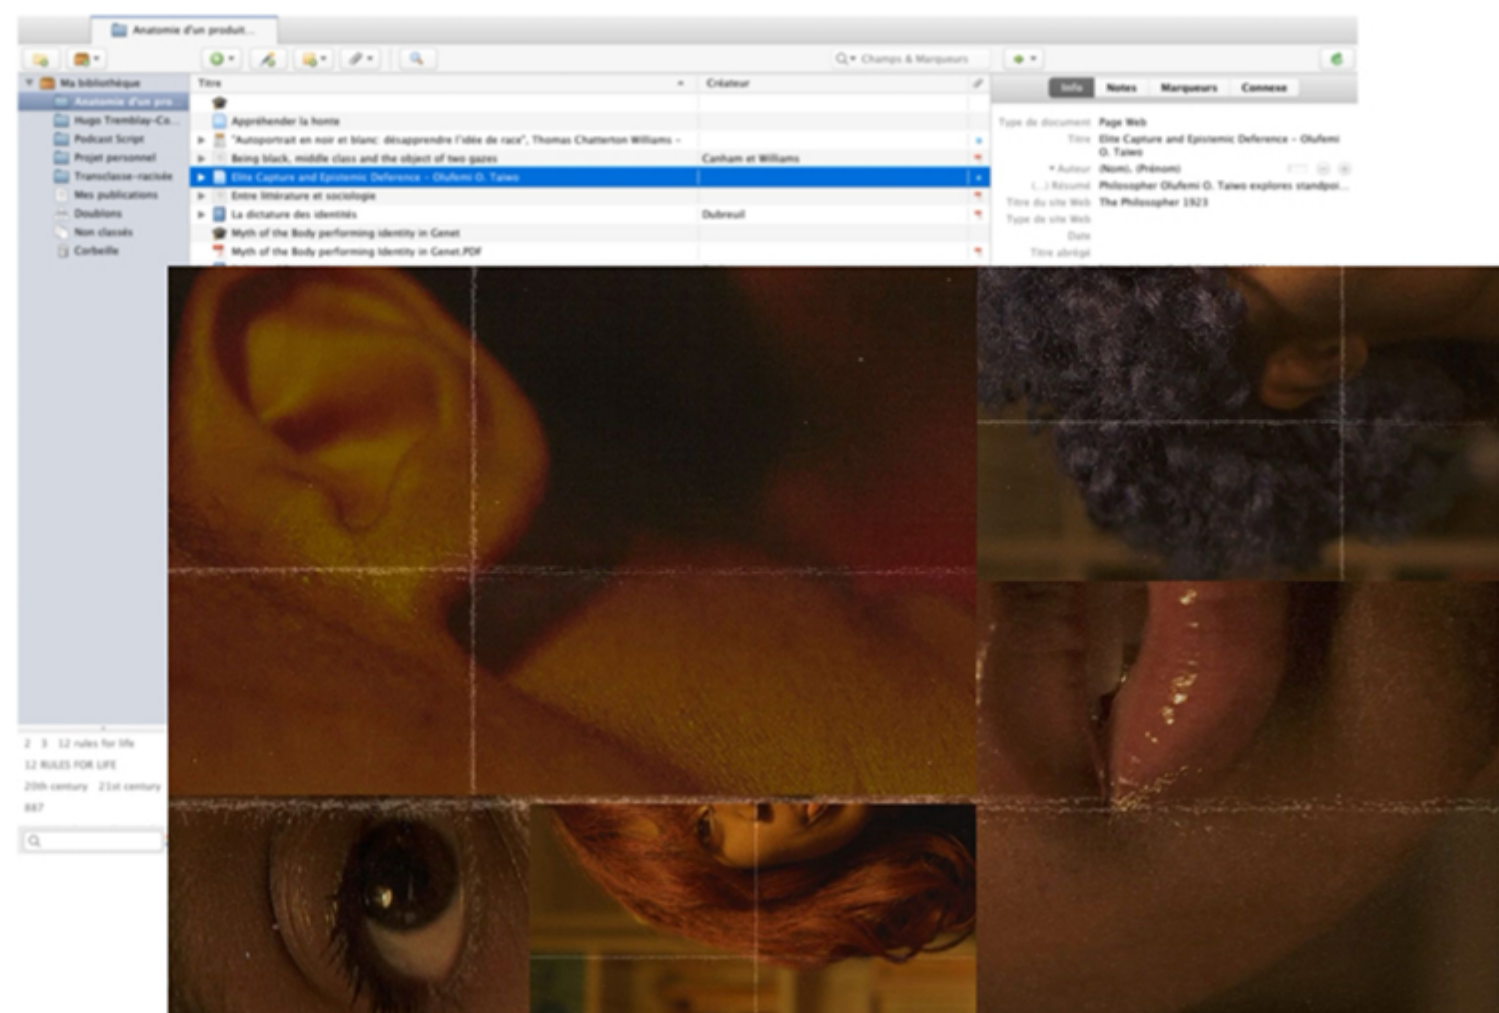 Anatomie d'un produit...
Champs & Marqueurs
Ma bibliothèque
Anatomie d'un pro...
Hugo Tremblay-Co...
Podcast Script
Projet personnel
Transclasse-racisée
Mes publications
Doublons
Non classés
Corbeille
2 3 12 rules for life
12 RULES FOR LIFE
20th century 21st century
887
Titre Créateur
Appréhender la honte
"Autoportrait en noir et blanc: désapprendre l'idée de race", Thomas Chatterton Williams –
Being black, middle class and the object of two gazes Canham et Williams
Elite Capture and Epistemic Deference – Olufemi O. Taiwo
Entre littérature et sociologie
La dictature des identités Dubreuil
Myth of the Body performing identity in Genet
Myth of the Body performing Identity in Genet.PDF
Info Notes Marqueurs Connexe
Type de document Page Web
Titre Elite Capture and Epistemic Deference – Olufemi
O. Taiwo
Auteur (Nom), (Prénom)
(...) Résumé Philosopher Olufemi O. Taiwo explores standpoi...
Titre du site Web The Philosopher 1923
Type de site Web
Date
Titre abrégé